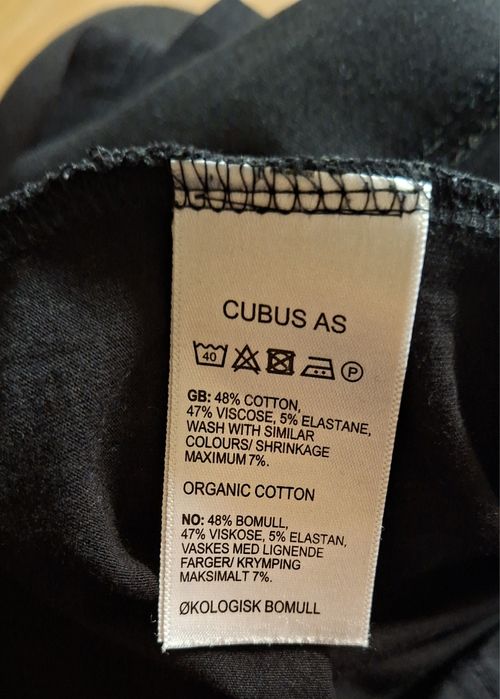 CUBUS AS
40 P
GB: 48% COTTON,
47% VISCOSE, 5% ELASTANE,
WASH WITH SIMILAR
COLOURS/ SHRINKAGE
MAXIMUM 7%.
ORGANIC COTTON
NO: 48% BOMULL,
47% VISKOSE, 5% ELASTAN,
VASKES MED LIGNENDE
FARGER/ KRYMPING
MAKSIMALT 7%.
ØKOLOGISK BOMULL